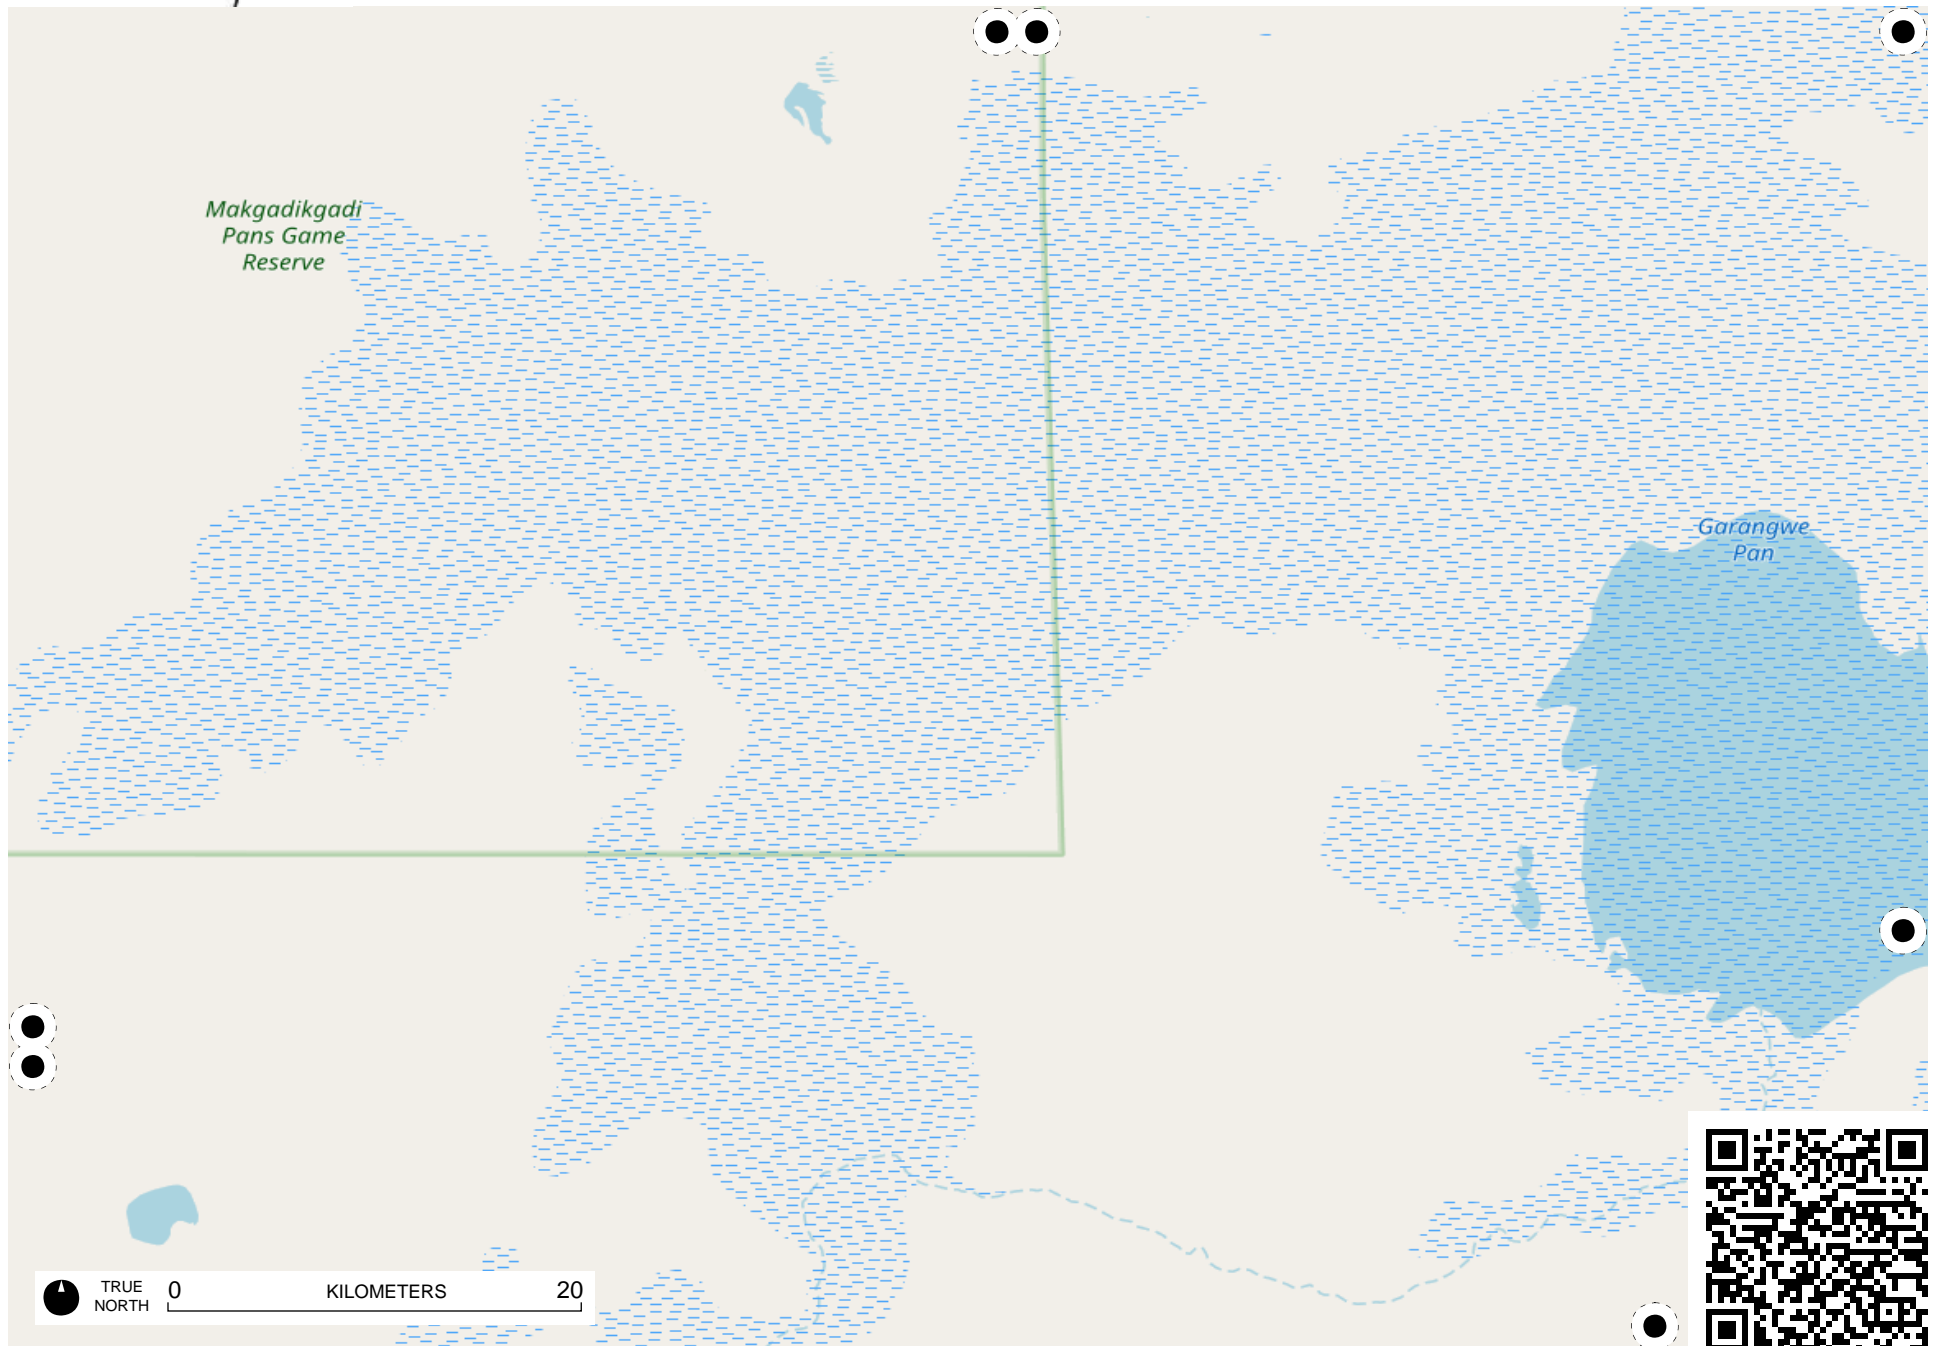 Makgadikgadi
Pans Game
Reserve
Garangwe
Pan
TRUE
NORTH
0
KILOMETERS
20